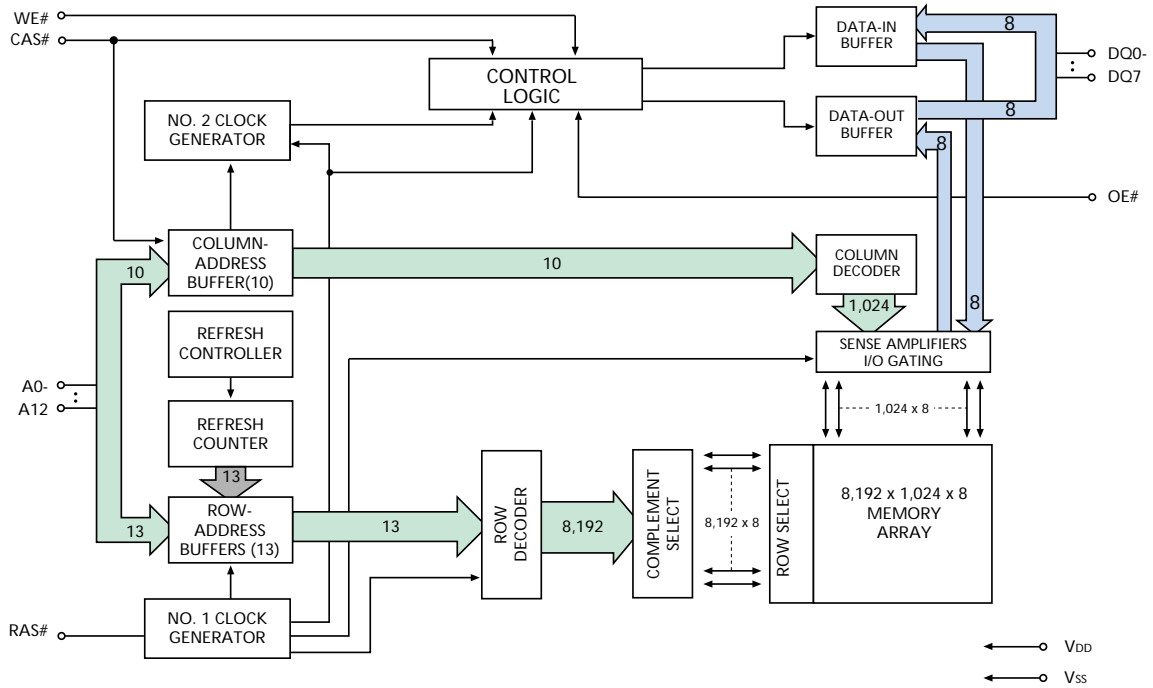 WE#
CAS#
CONTROL
LOGIC
DATA-IN
BUFFER
8
DQ0-
:
DQ7
NO. 2 CLOCK
GENERATOR
DATA-OUT
BUFFER
8
8
OE#
COLUMN-
ADDRESS
BUFFER(10)
10
10
COLUMN
DECODER
1,024
8
REFRESH
CONTROLLER
SENSE AMPLIFIERS
I/O GATING
A0-
:
A12
1,024 x 8
REFRESH
COUNTER
13
ROW-
ADDRESS
BUFFERS (13)
13
13
ROW
DECODER
8,192
COMPLEMENT
SELECT
8,192 x 8
ROW SELECT
8,192 x 1,024 x 8
MEMORY
ARRAY
RAS#
NO. 1 CLOCK
GENERATOR
VDD
VSS